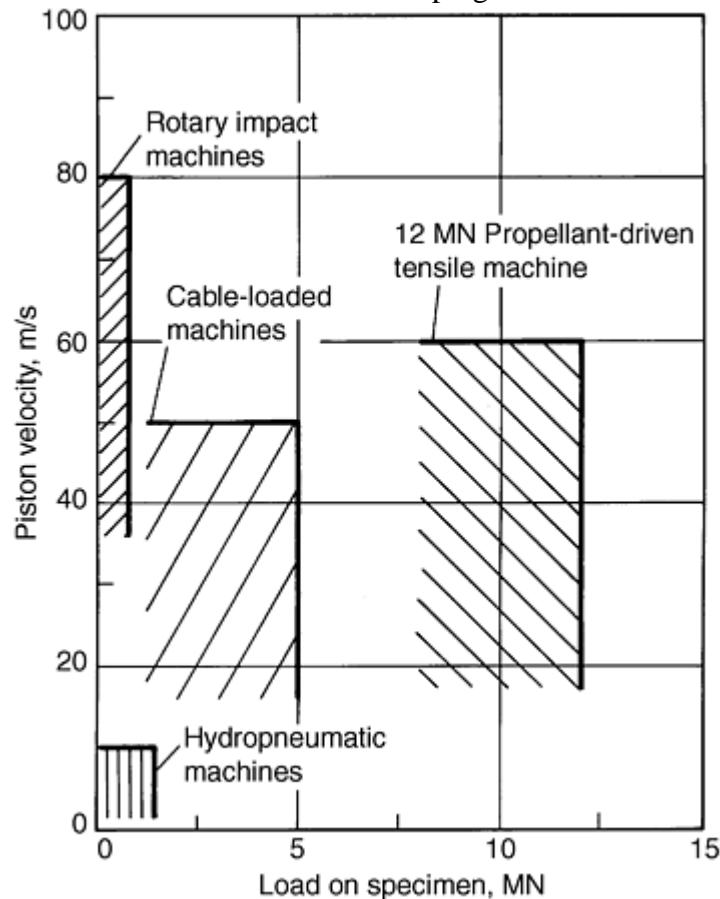 100
Rotary impact
machines
80
12 MN Propellant-driven
tensile machine
Cable-loaded
machines
60
40
20
Hydropneumatic
machines
0
0
5
10
15
Piston velocity, m/s
Load on specimen, MN